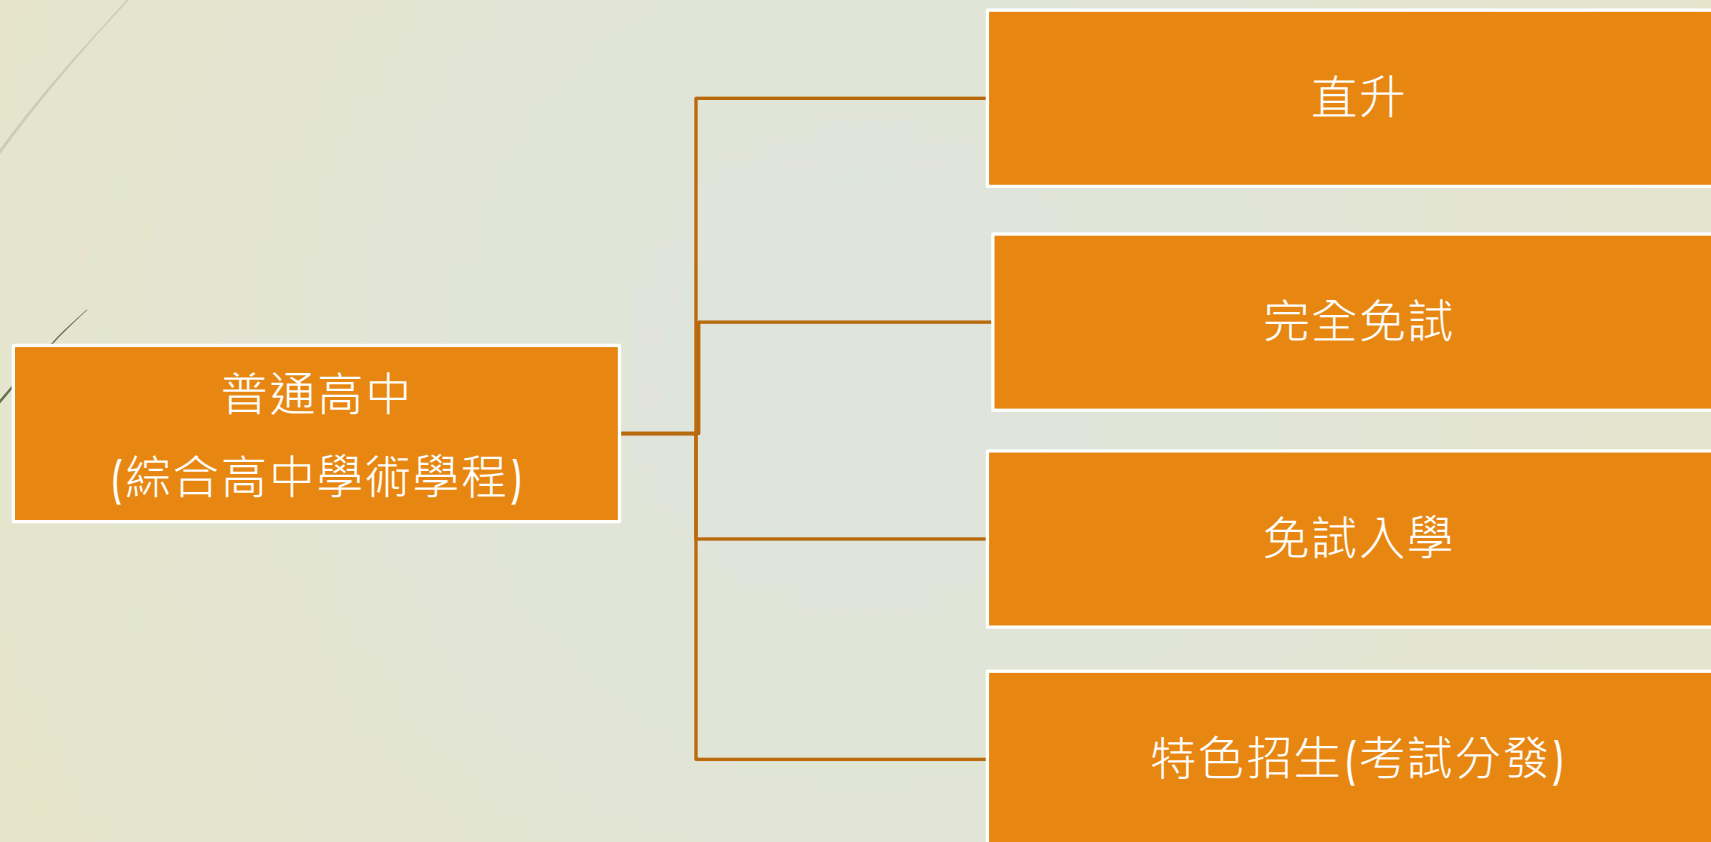 直升
完全免試
普通高中
(綜合高中學術學程)
免試入學
特色招生(考試分發)